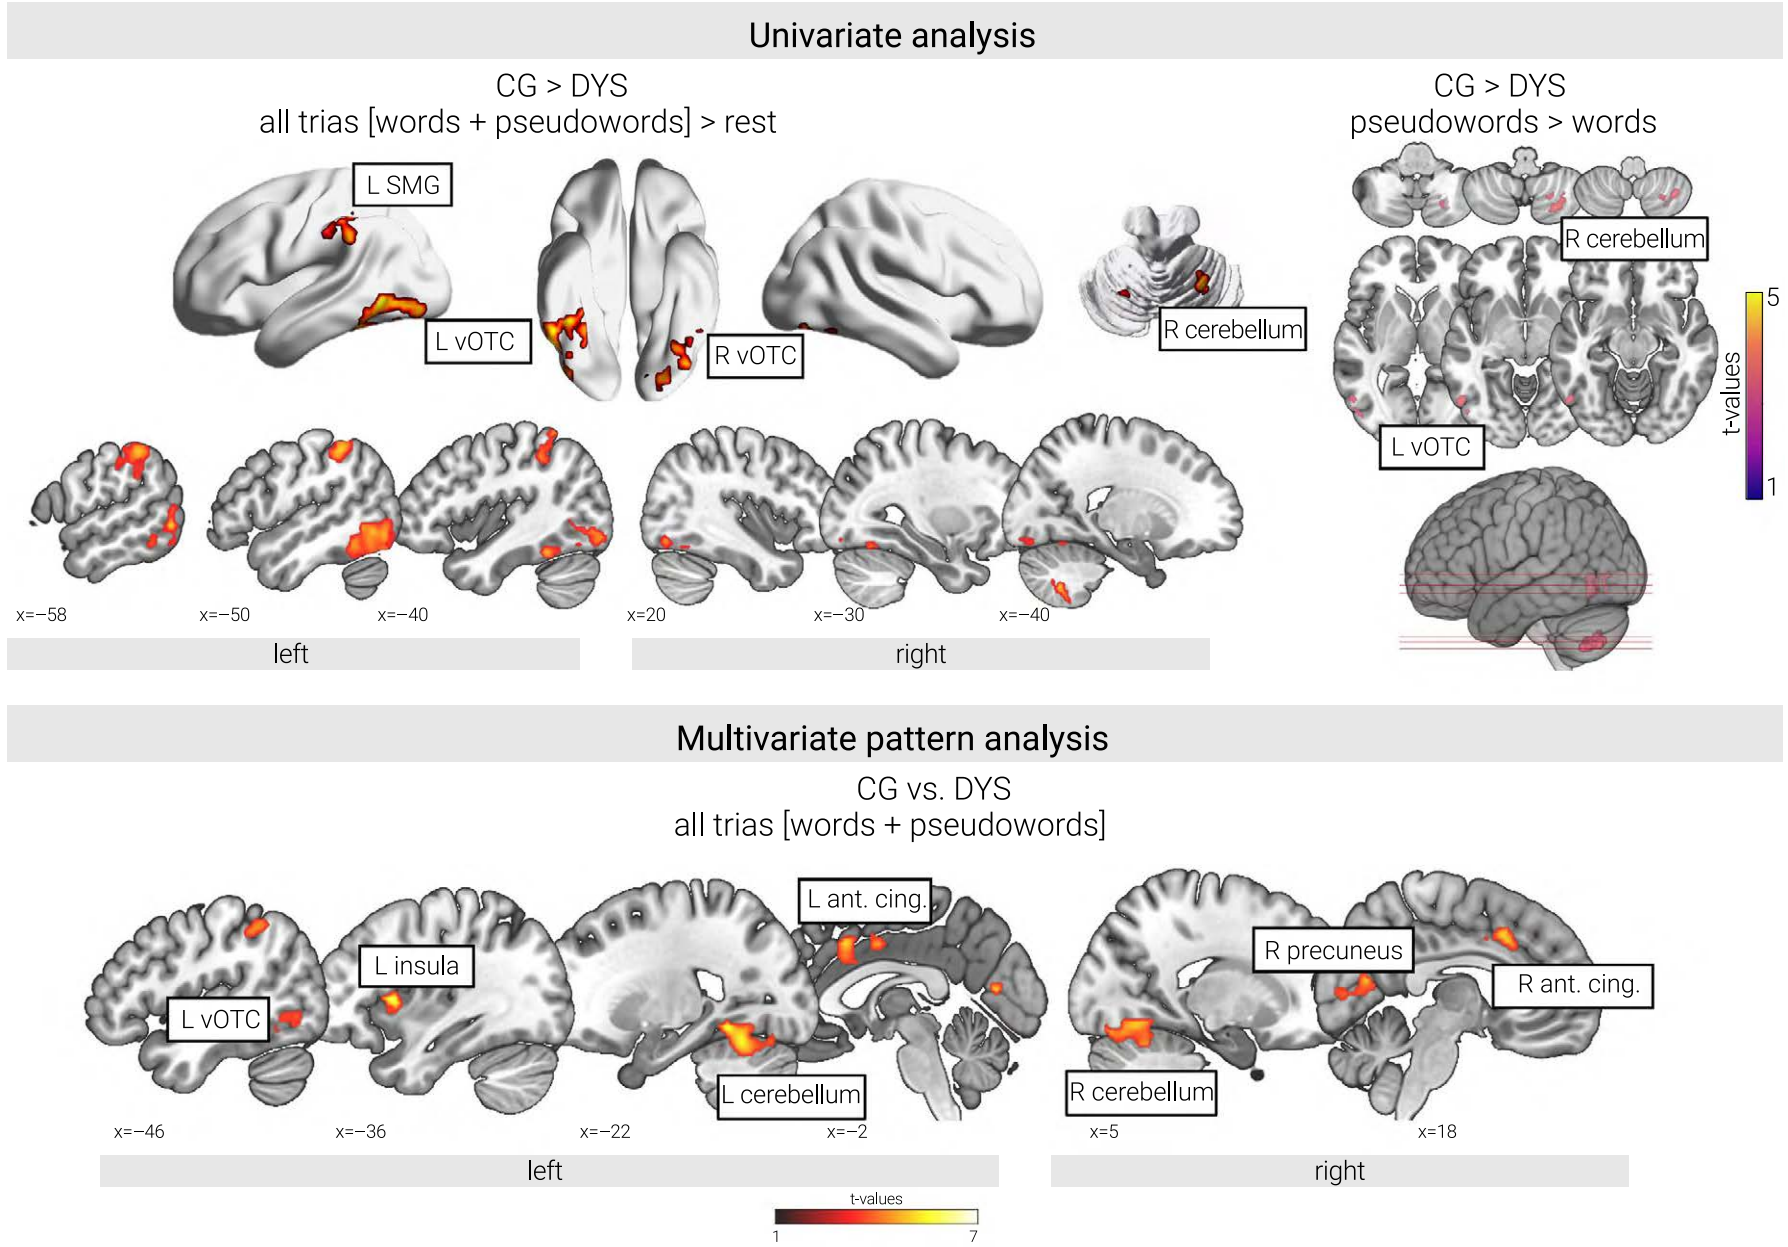 Univariate analysis
CG > DYS
all trias [words + pseudowords] > rest
CG > DYS
pseudowords > words
L SMG
L vOTC
R vOTC
R cerebellum
R cerebellum
L vOTC
5
t-values
1
x=−58
x=−50
x=−40
x=20
x=−30
x=−40
left
right
Multivariate pattern analysis
CG vs. DYS
all trias [words + pseudowords]
L vOTC
L insula
L ant. cing.
L cerebellum
R precuneus
R ant. cing.
R cerebellum
x=−46
x=−36
x=−22
x=−2
x=5
x=18
left
right
t-values
1
7